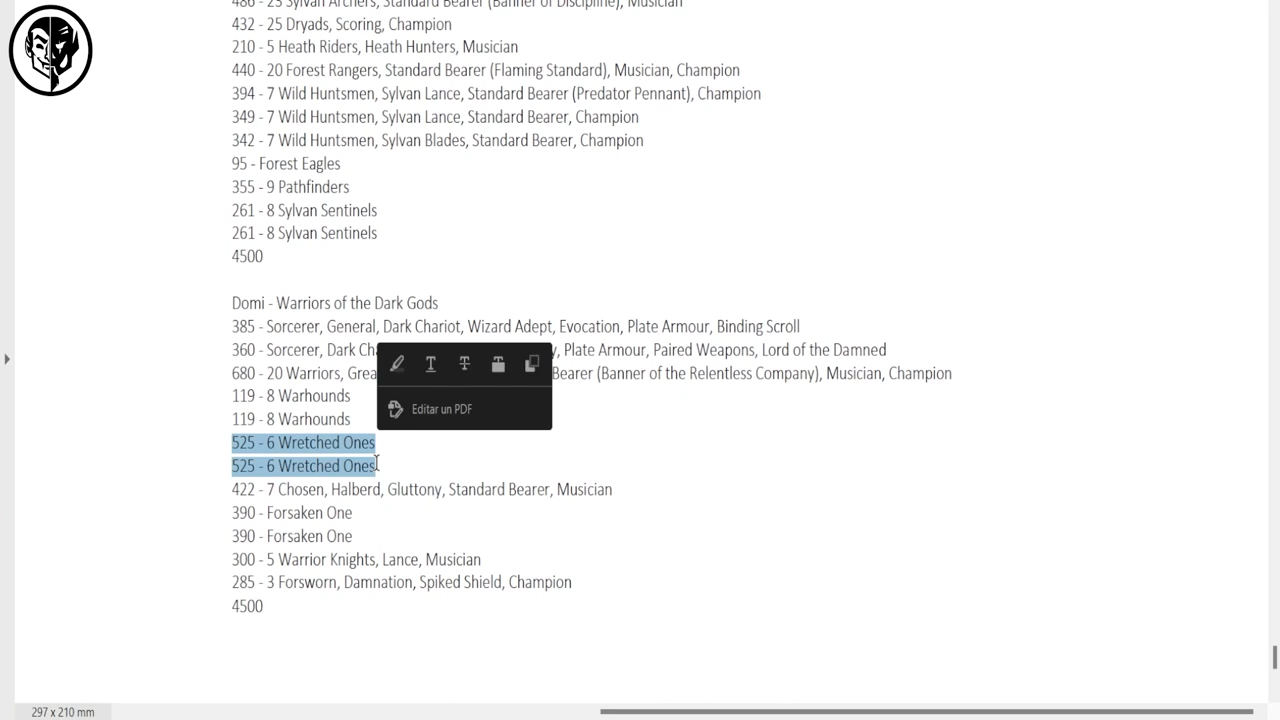 486 - 23 Sylvan Archers, Standard Bearer (Banner of Discipline), Musician
432 - 25 Dryads, Scoring, Champion
210 - 5 Heath Riders, Heath Hunters, Musician
440 - 20 Forest Rangers, Standard Bearer (Flaming Standard), Musician, Champion
394 - 7 Wild Huntsmen, Sylvan Lance, Standard Bearer (Predator Pennant), Champion
349 - 7 Wild Huntsmen, Sylvan Lance, Standard Bearer, Champion
342 - 7 Wild Huntsmen, Sylvan Blades, Standard Bearer, Champion
95 - Forest Eagles
355 - 9 Pathfinders
261 - 8 Sylvan Sentinels
261 - 8 Sylvan Sentinels
4500
Domi - Warriors of the Dark Gods
385 - Sorcerer, General, Dark Chariot, Wizard Adept, Evocation, Plate Armour, Binding Scroll
360 - Sorcerer, Dark Ch , Plate Armour, Paired Weapons, Lord of the Damned
680 - 20 Warriors, Grea Bearer (Banner of the Relentless Company), Musician, Champion
119 - 8 Warhounds
119 - 8 Warhounds
Editar un PDF
525 - 6 Wretched Ones
525 - 6 Wretched Ones
422 - 7 Chosen, Halberd, Gluttony, Standard Bearer, Musician
390 - Forsaken One
390 - Forsaken One
300 - 5 Warrior Knights, Lance, Musician
285 - 3 Forsworn, Damnation, Spiked Shield, Champion
4500
297 x 210 mm